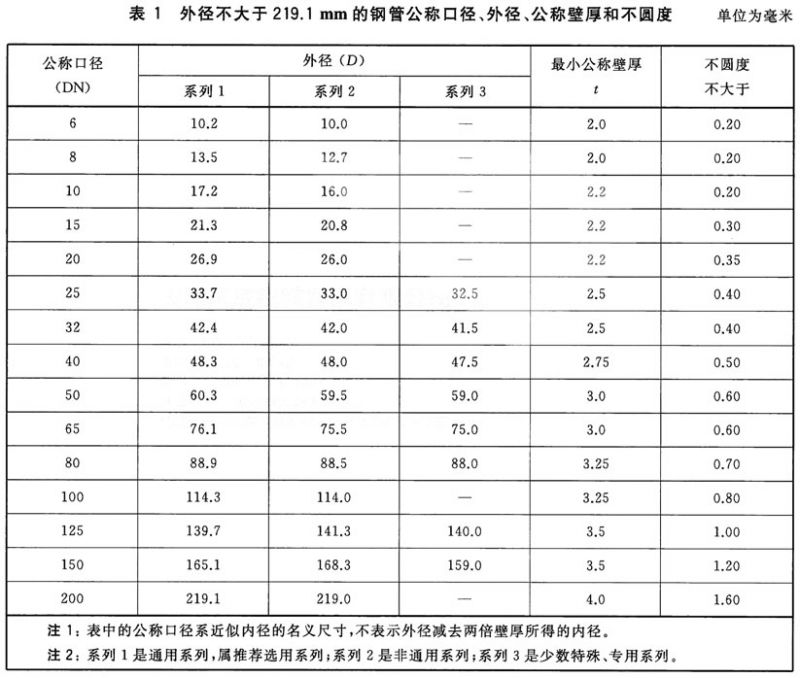 表 1 外径不大于 219.1 mm 的钢管公称口径、外径、公称壁厚和不圆度 单位为毫米
公称口径 (DN) 外径 (D) 最小公称壁厚 t 不圆度 不大于
系列 1 系列 2 系列 3
6 10.2 10.0 — 2.0 0.20
8 13.5 12.7 — 2.0 0.20
10 17.2 16.0 — 2.2 0.20
15 21.3 20.8 — 2.2 0.30
20 26.9 26.0 — 2.2 0.35
25 33.7 33.0 32.5 2.5 0.40
32 42.4 42.0 41.5 2.5 0.40
40 48.3 48.0 47.5 2.75 0.50
50 60.3 59.5 59.0 3.0 0.60
65 76.1 75.5 75.0 3.0 0.60
80 88.9 88.5 88.0 3.25 0.70
100 114.3 114.0 — 3.25 0.80
125 139.7 141.3 140.0 3.5 1.00
150 165.1 168.3 159.0 3.5 1.20
200 219.1 219.0 — 4.0 1.60
注 1：表中的公称口径系近似内径的名义尺寸，不表示外径减去两倍壁厚所得的内径。
注 2：系列 1 是通用系列，属推荐选用系列；系列 2 是非通用系列；系列 3 是少数特殊、专用系列。